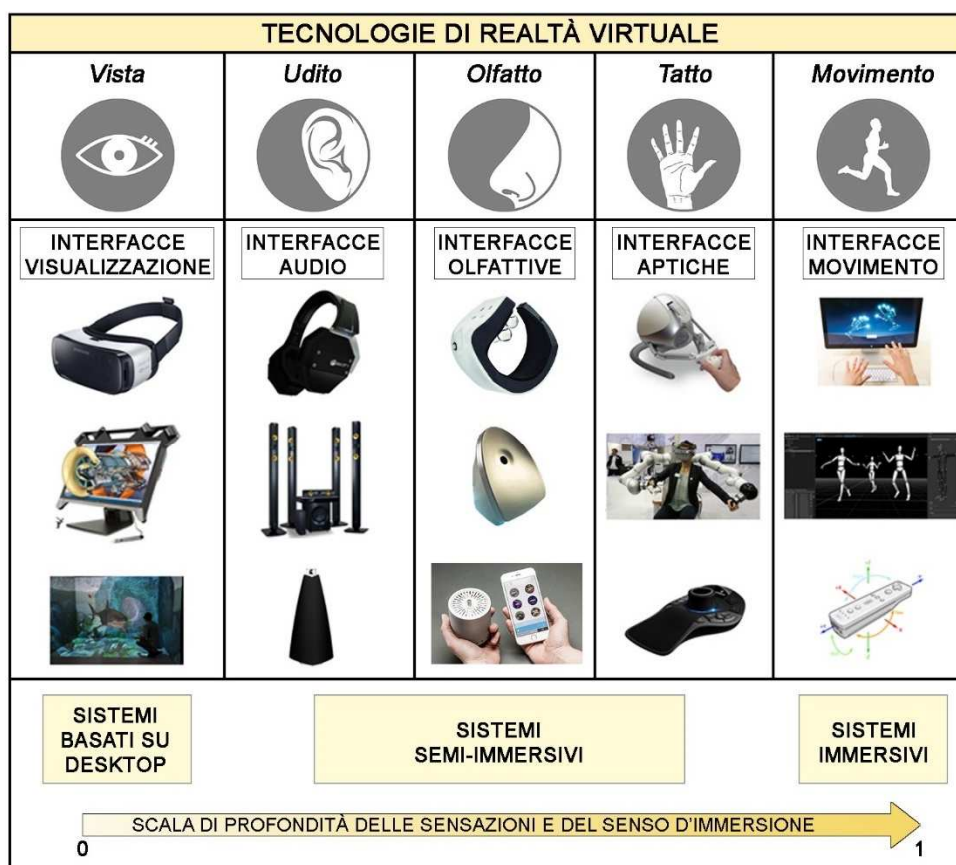 TECNOLOGIE DI REALTÀ VIRTUALE
Vista
Udito
Olfatto
Tatto
Movimento
INTERFACCE
VISUALIZZAZIONE
INTERFACCE
AUDIO
INTERFACCE
OLFATTIVE
INTERFACCE
APTICHE
INTERFACCE
MOVIMENTO
SISTEMI
BASATI SU
DESKTOP
SISTEMI
SEMI-IMMERSIVI
SISTEMI
IMMERSIVI
SCALA DI PROFONDITÀ DELLE SENSAZIONI E DEL SENSO D'IMMERSIONE
0
1